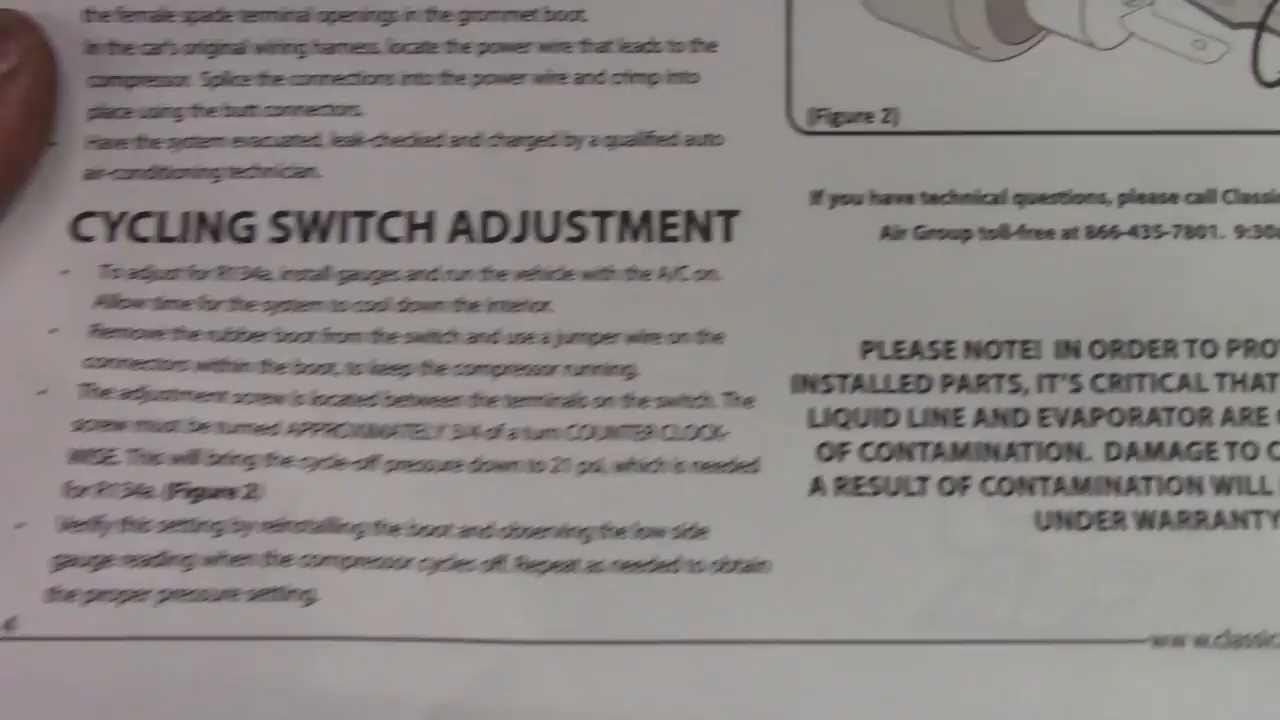 the female spade terminal openings in the grommet boot.
In the car's original wiring harness, locate the power wire that leads to the
compressor. Splice the connections into the power wire and crimp into
place using the butt connectors.
Have the system evacuated, leak-checked and charged by a qualified auto
air-conditioning technician.
CYCLING SWITCH ADJUSTMENT
- To adjust for R134a, install gauges and run the vehicle with the A/C on.
Allow time for the system to cool down the interior.
- Remove the rubber boot from the switch and use a jumper wire on the
connectors within the boot, to keep the compressor running.
- The adjustment screw is located between the terminals on the switch. The
screw must be turned APPROXIMATELY 3/4 of a turn COUNTER CLOCK-
WISE. This will bring the cycle-off pressure down to 21 psi, which is needed
for R134a. (Figure 2)
- Verify this setting by reinstalling the boot and observing the low side
gauge reading when the compressor cycles off. Repeat as needed to obtain
the proper pressure setting.
4
(Figure 2)
If you have technical questions, please call Classi
Air Group toll-free at 866-435-7801. 9:30
PLEASE NOTE! IN ORDER TO PRO
INSTALLED PARTS, IT'S CRITICAL THAT
LIQUID LINE AND EVAPORATOR ARE
OF CONTAMINATION. DAMAGE TO
A RESULT OF CONTAMINATION WILL
UNDER WARRANTY
www.classic